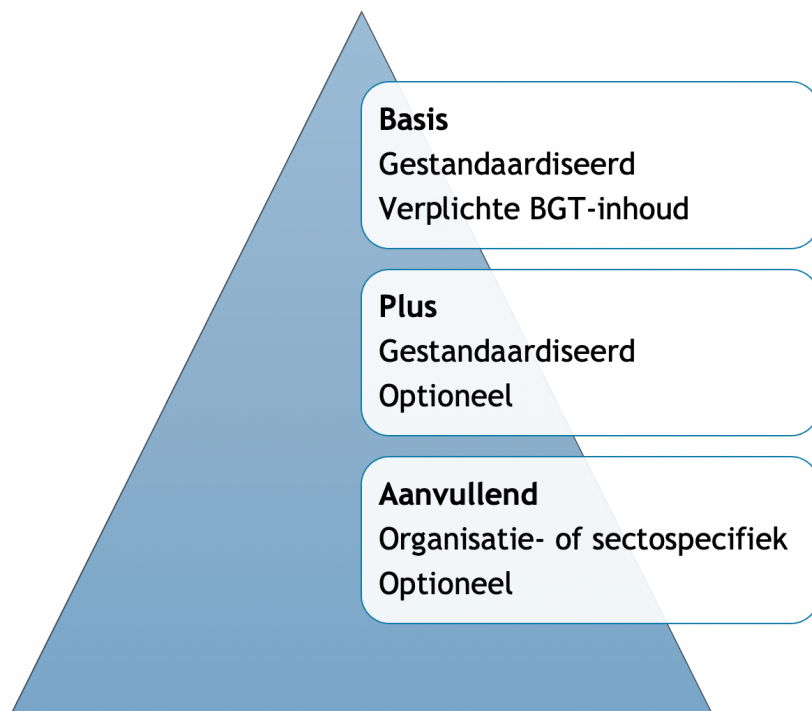 Basis
Gestandaardiseerd
Verplichte BGT-inhoud
Plus
Gestandaardiseerd
Optioneel
Aanvullend
Organisatie- of sectospecifiek
Optioneel